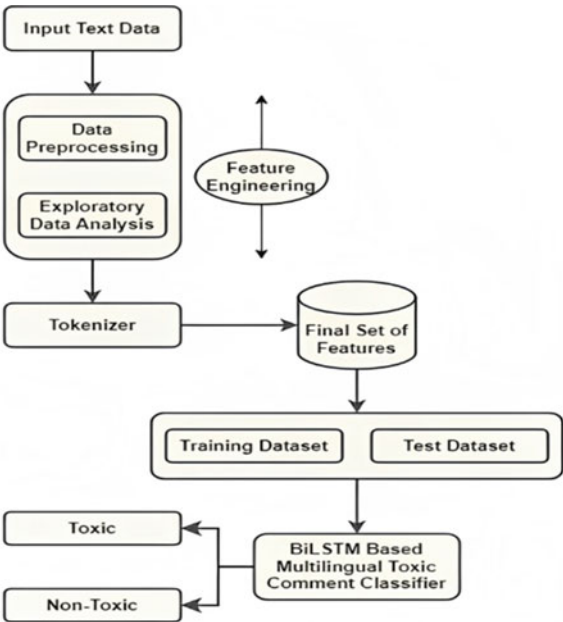 Input Text Data
Data
Preprocessing
Feature
Engineering
Exploratory
Data Analysis
Tokenizer
Final Set of
Features
Training Dataset
Test Dataset
Toxic
BiLSTM Based
Multilingual Toxic
Comment Classifier
Non-Toxic